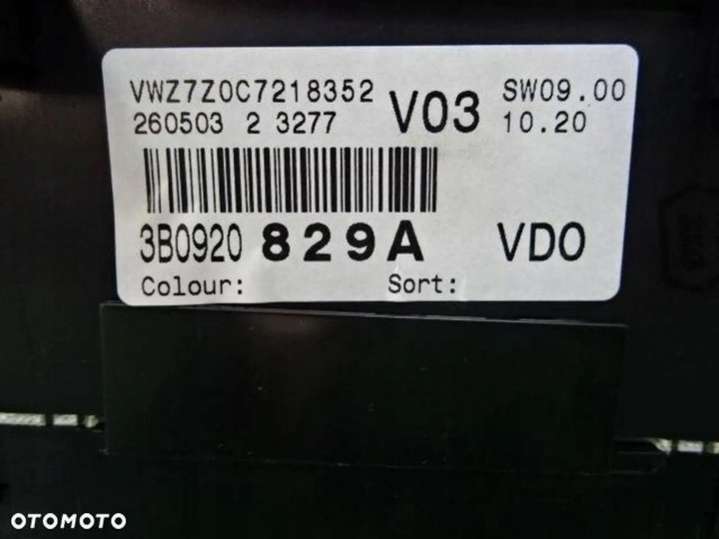 VWZ7Z0C7218352
260503 2 3277
V03
SW09.00
10.20
3B0920 829A VDO
Colour: Sort:
OTOMOTO